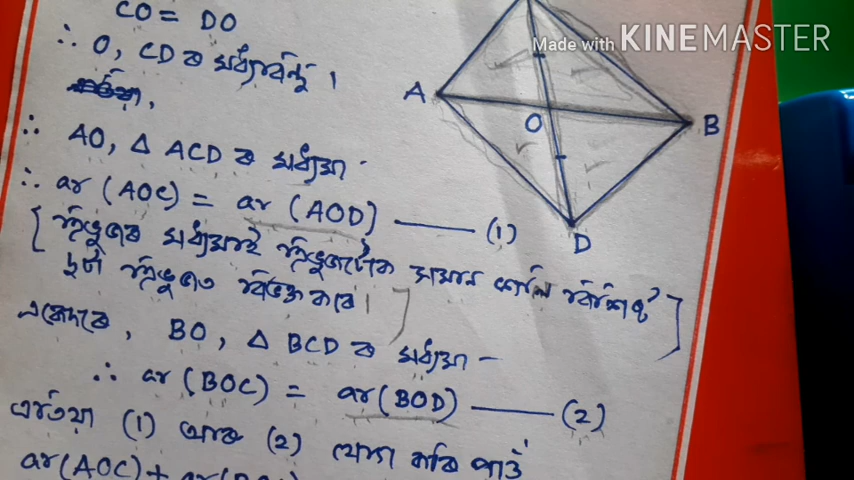 CO = DO
∴ O, CD ৰ মধ্যবিন্দু ।
∴ AO, Δ ACD ৰ মধ্যমা -
∴ ar (AOC) = ar (AOD) ——— (1)
[ ত্ৰিভুজৰ মধ্যমাই ত্ৰিভুজটোক সমান কালি বিশিষ্ট
দুটা ত্ৰিভুজত বিভক্ত কৰে। ]
একেদৰে, BO, Δ BCD ৰ মধ্যমা -
∴ ar (BOC) = ar (BOD) ——— (2)
এতিয়া (1) আৰু (2) যোগ কৰি পাওঁ
ar (AOC) +
A
O
B
D
Made with KINEMASTER